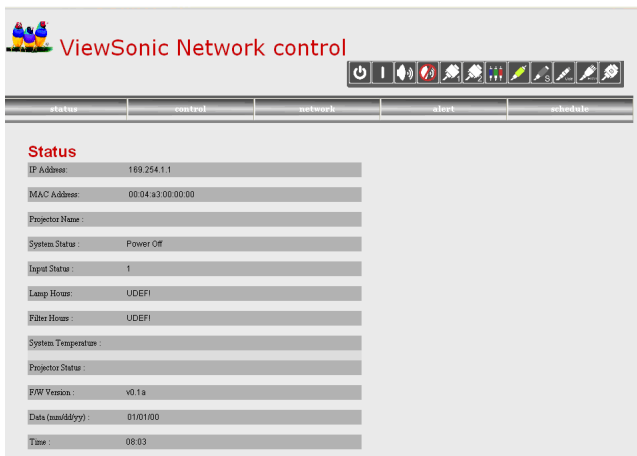 ViewSonic Network control
status control network alert schedule
Status
IP Address: 169.254.1.1
MAC Address: 00:04:a3:00:00:00
Projector Name :
System Status : Power Off
Input Status : 1
Lamp Hours: UDEF!
Filter Hours : UDEF!
System Temperature :
Projector Status :
F/W Version : v0.1a
Data (mm/dd/yy) : 01/01/00
Time : 08:03